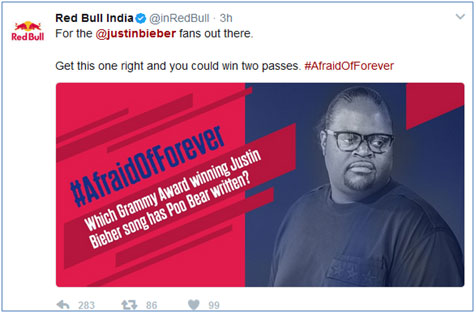 Red Bull India @inRedBull · 3h
Red Bull
For the @justinbieber fans out there.
Get this one right and you could win two passes. #AfraidOfForever
#AfraidOfForever
Which Grammy Award winning Justin
Bieber song has Poo Bear written?
283 86 99